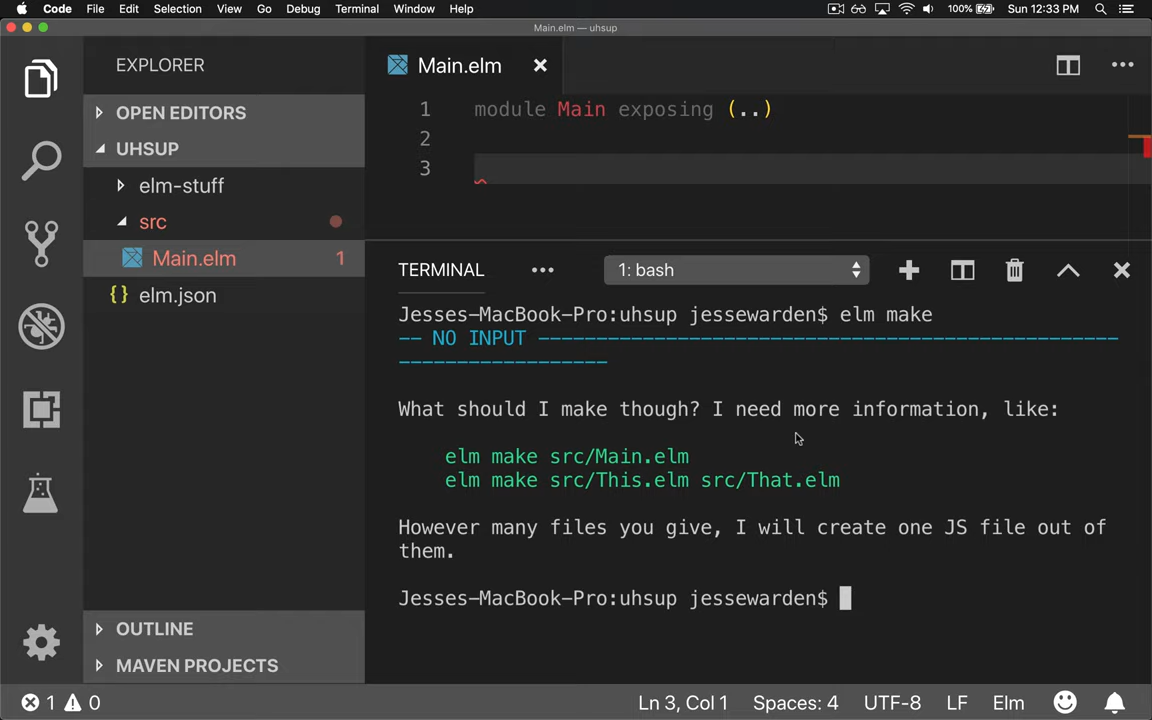 Code File Edit Selection View Go Debug Terminal Window Help 100% Sun 12:33 PM
Main.elm — uhsup
EXPLORER
OPEN EDITORS
UHSUP
elm-stuff
src
Main.elm 1
{} elm.json
OUTLINE
MAVEN PROJECTS
Main.elm
1 module Main exposing (..)
2
3
TERMINAL 1: bash
Jesses-MacBook-Pro:uhsup jessewarden$ elm make
-- NO INPUT --------------------------------------------------
------------------
What should I make though? I need more information, like:
elm make src/Main.elm
elm make src/This.elm src/That.elm
However many files you give, I will create one JS file out of
them.
Jesses-MacBook-Pro:uhsup jessewarden$
1 0 Ln 3, Col 1 Spaces: 4 UTF-8 LF Elm